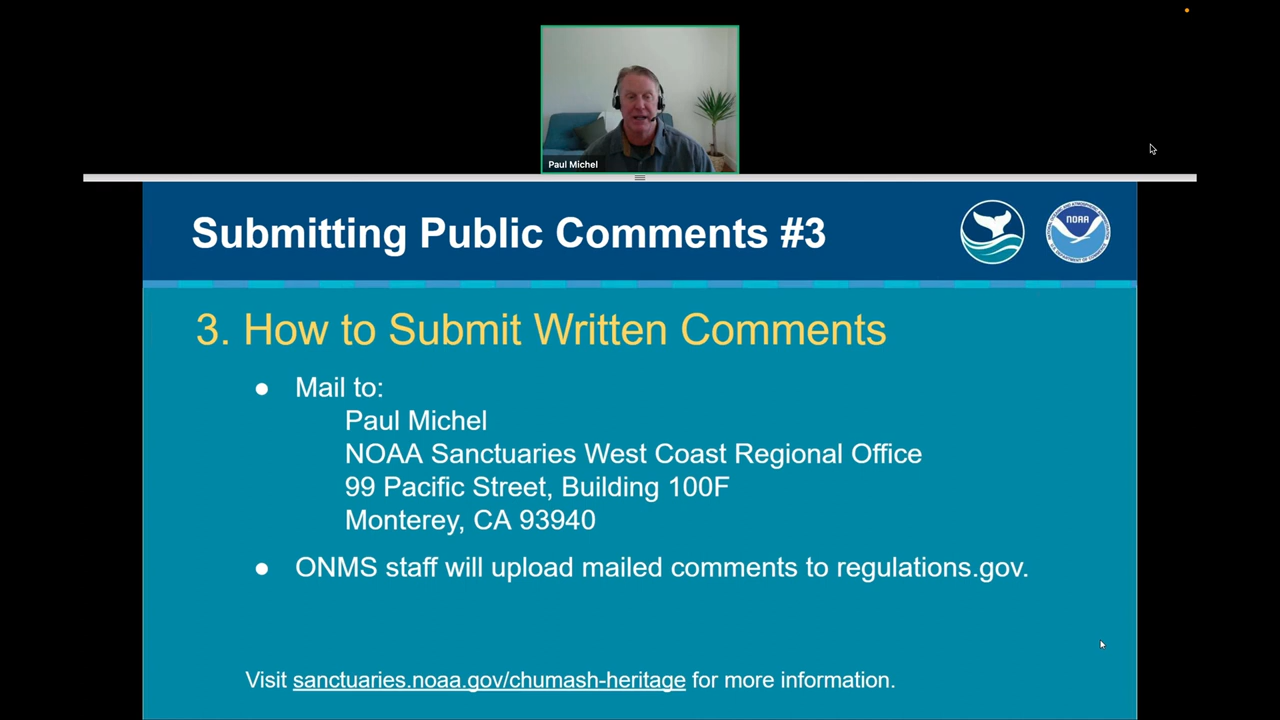 Paul Michel
Submitting Public Comments #3
NOAA
3. How to Submit Written Comments
● Mail to:
Paul Michel
NOAA Sanctuaries West Coast Regional Office
99 Pacific Street, Building 100F
Monterey, CA 93940
● ONMS staff will upload mailed comments to regulations.gov.
Visit sanctuaries.noaa.gov/chumash-heritage for more information.